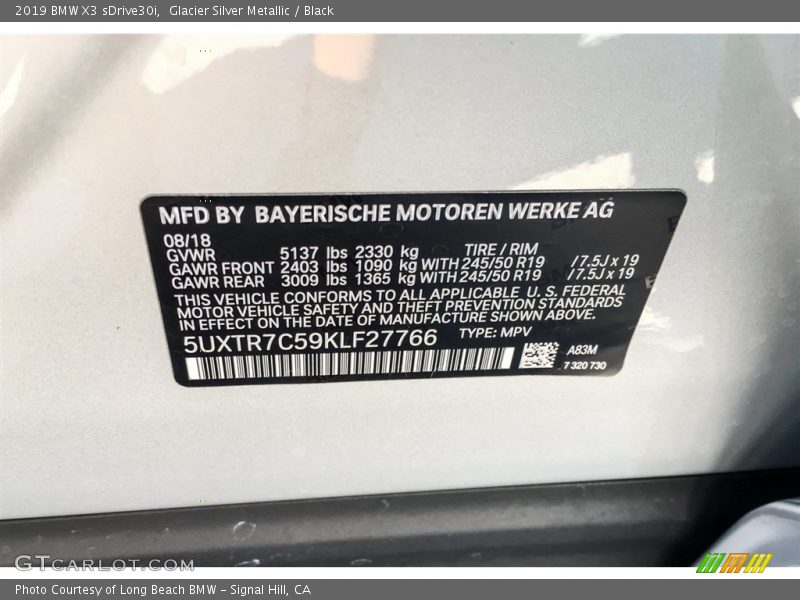 2019 BMW X3 sDrive30i, Glacier Silver Metallic / Black
MFD BY BAYERISCHE MOTOREN WERKE AG
08/18
GVWR 5137 lbs 2330 kg TIRE / RIM
GAWR FRONT 2403 lbs 1090 kg WITH 245/50 R19 /7.5J x 19
GAWR REAR 3009 lbs 1365 kg WITH 245/50 R19 /7.5J x 19
THIS VEHICLE CONFORMS TO ALL APPLICABLE U. S. FEDERAL
MOTOR VEHICLE SAFETY AND THEFT PREVENTION STANDARDS
IN EFFECT ON THE DATE OF MANUFACTURE SHOWN ABOVE.
5UXTR7C59KLF27766 TYPE: MPV
A83M
7 320 730
GTCARLOT.COM
Photo Courtesy of Long Beach BMW - Signal Hill, CA